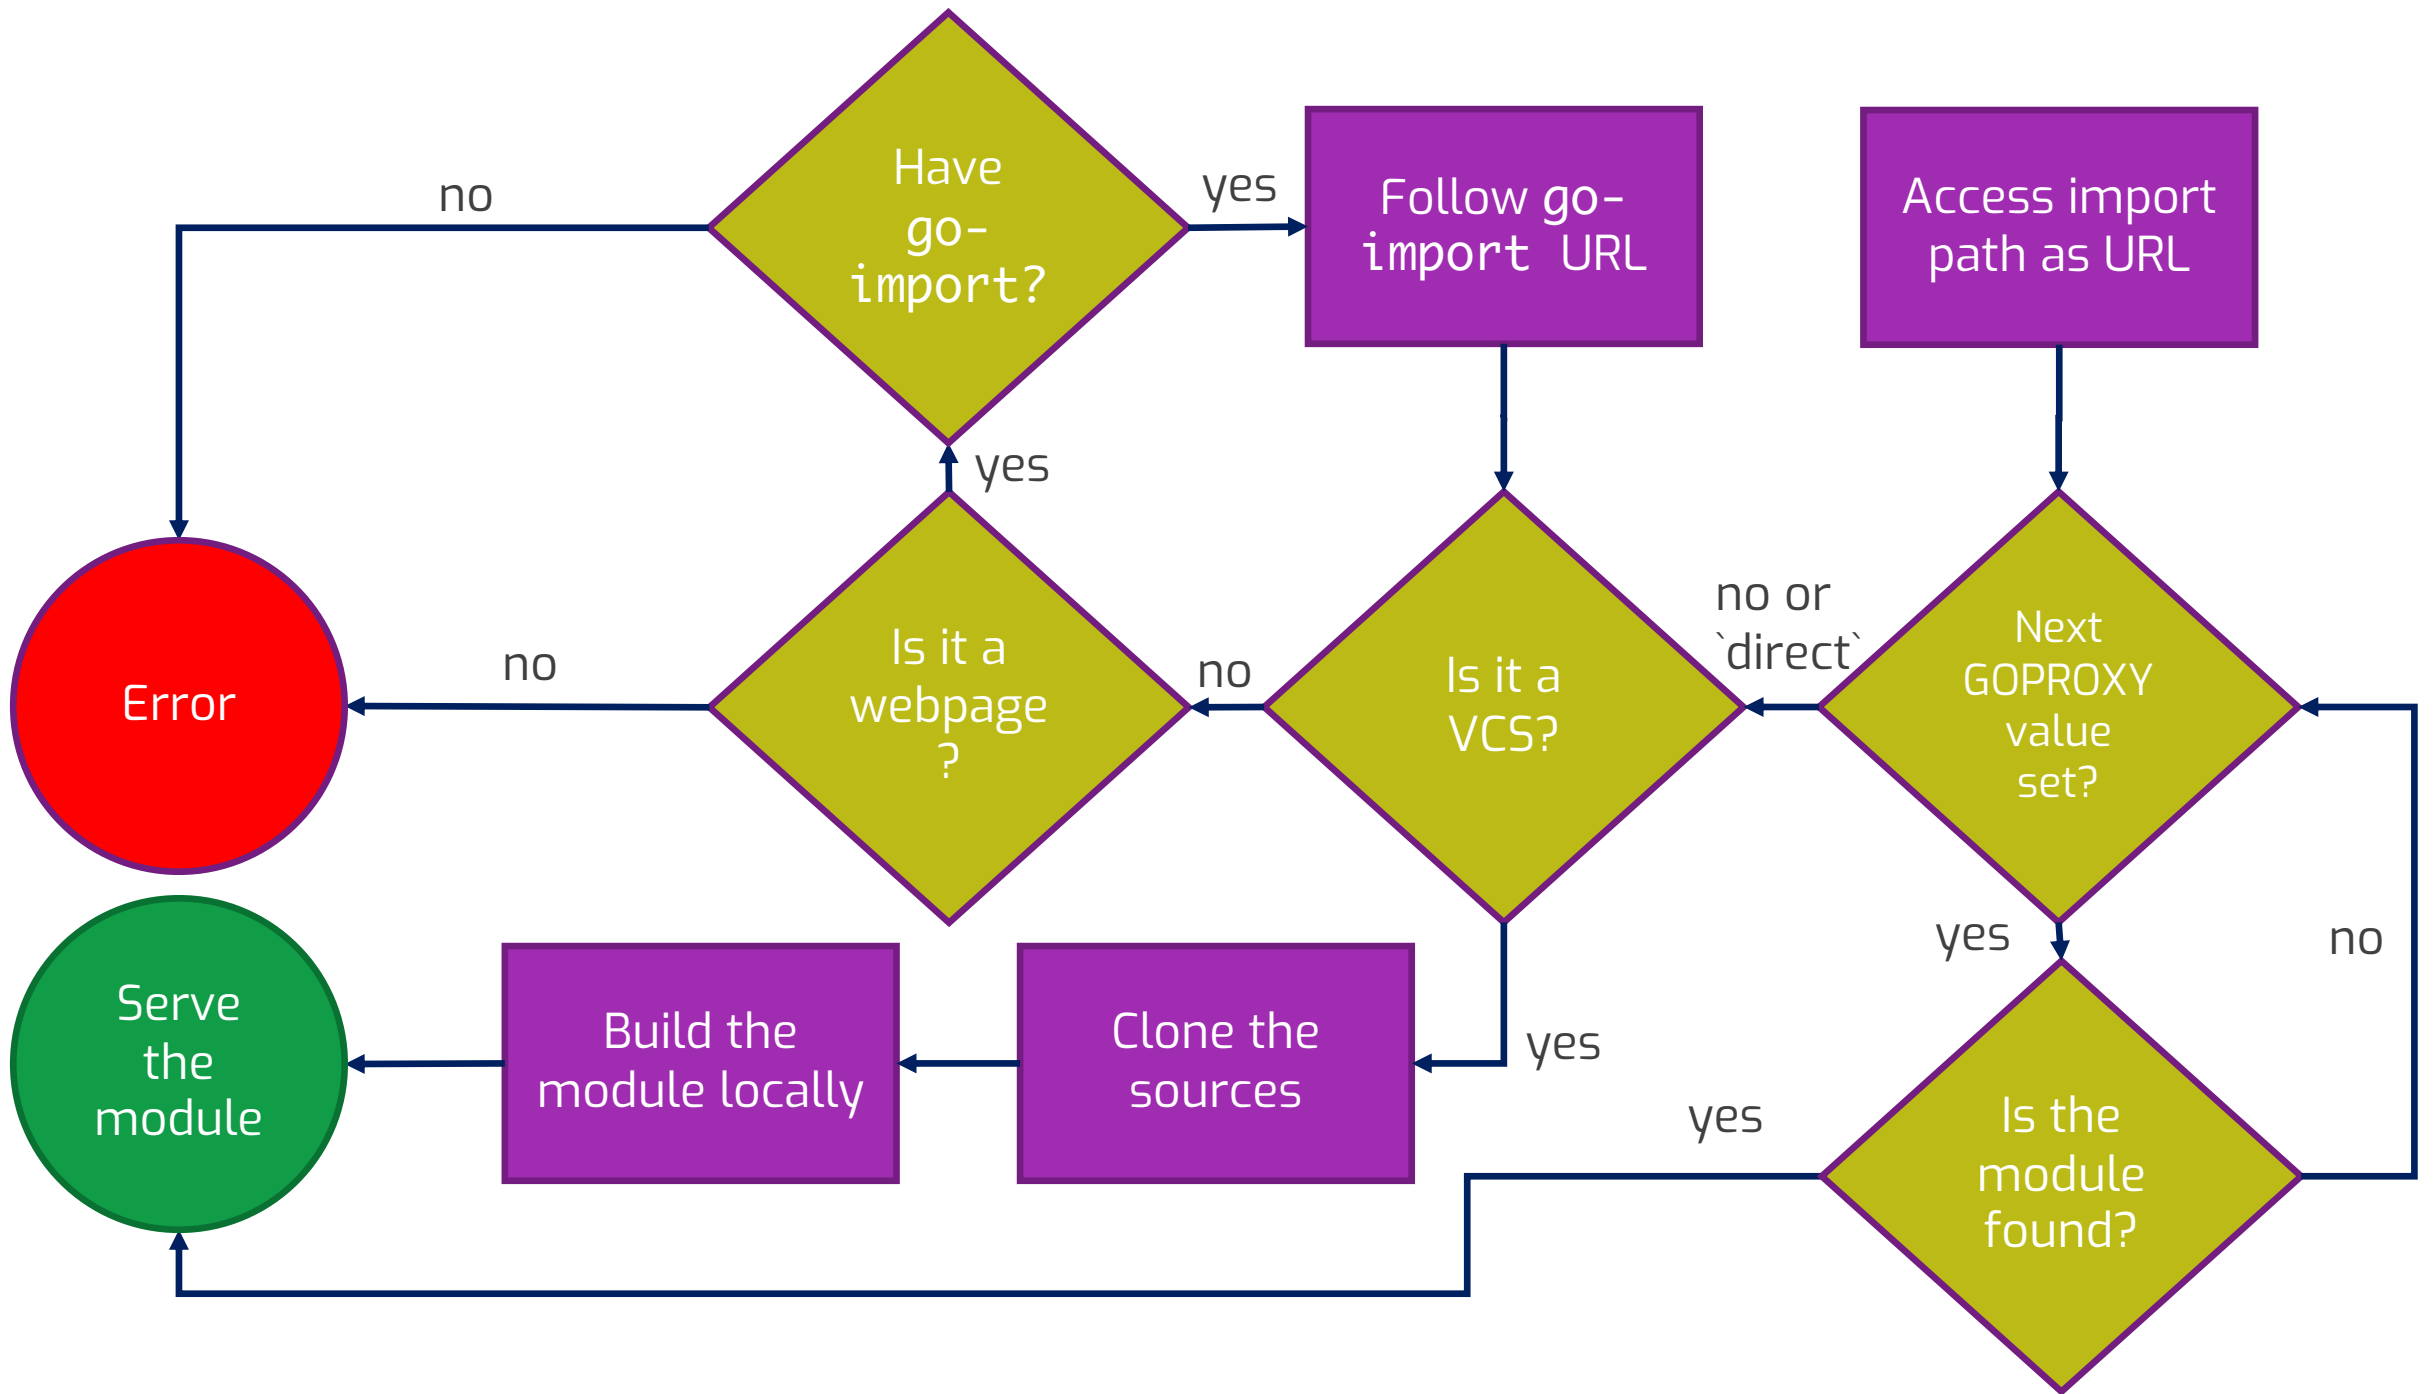 Have
go-
import?
no
yes
Follow go-
import URL
Access import
path as URL
yes
Error
no
Is it a
webpage
?
no
Is it a
VCS?
no or
`direct`
Next
GOPROXY
value
set?
yes
no
Serve
the
module
Build the
module locally
Clone the
sources
yes
yes
Is the
module
found?